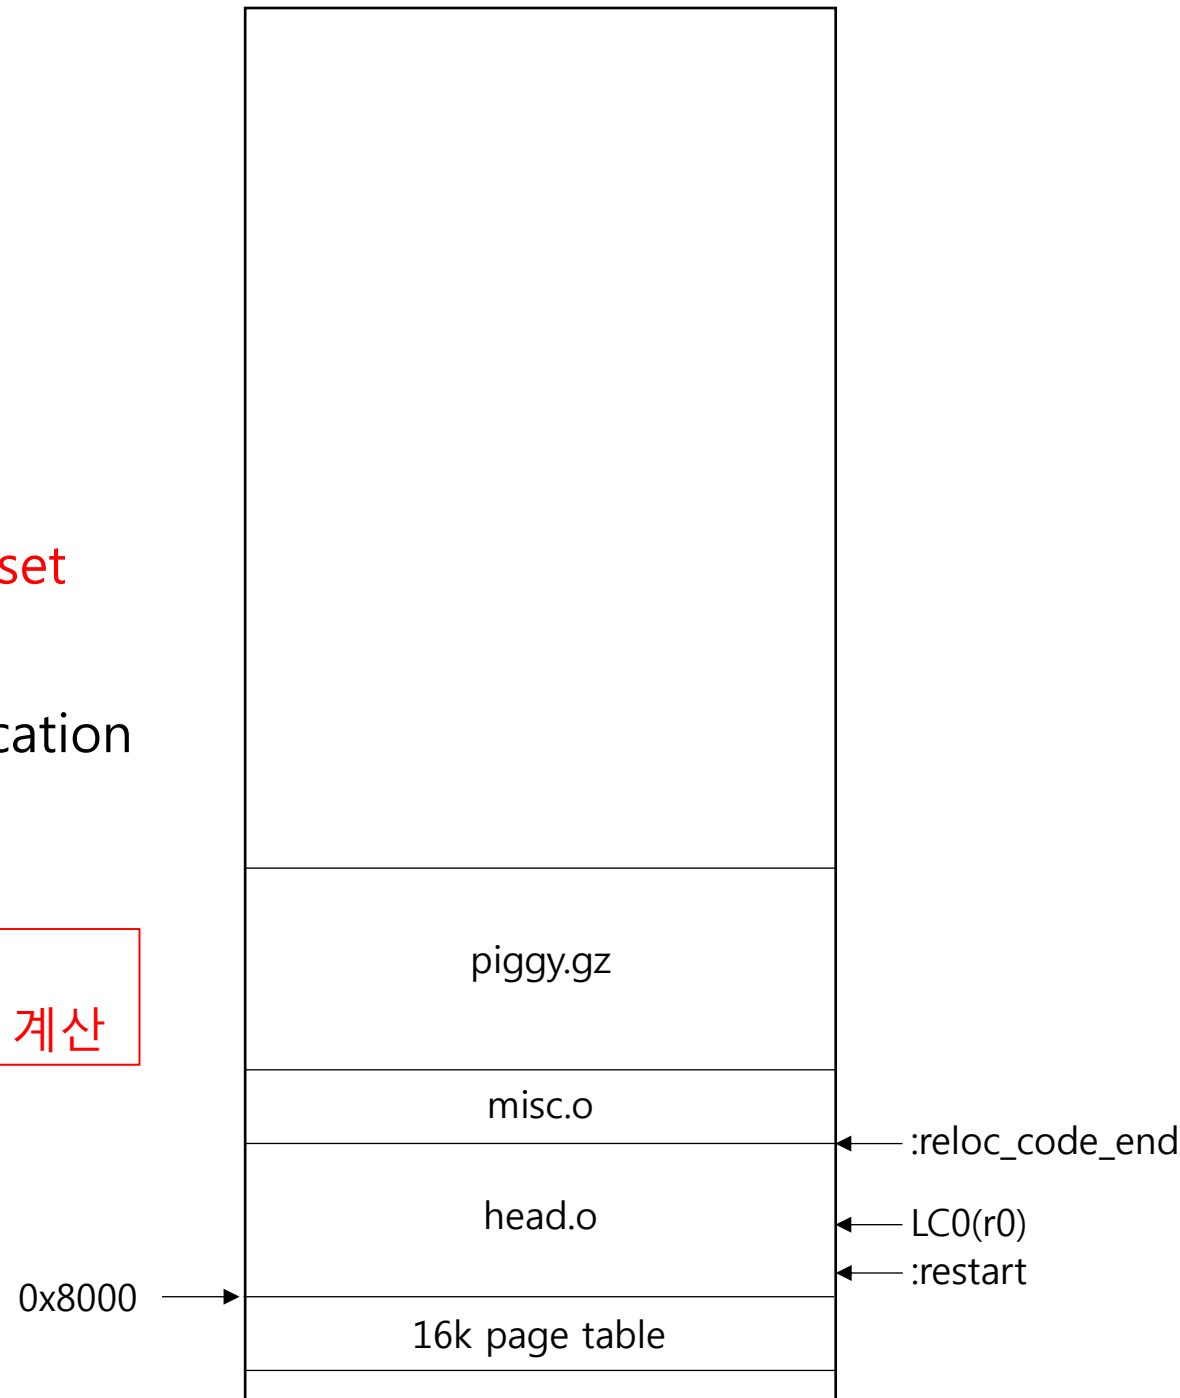 set
cation
계산
piggy.gz
misc.o
:reloc_code_end
head.o
LC0(r0)
:restart
0x8000
16k page table